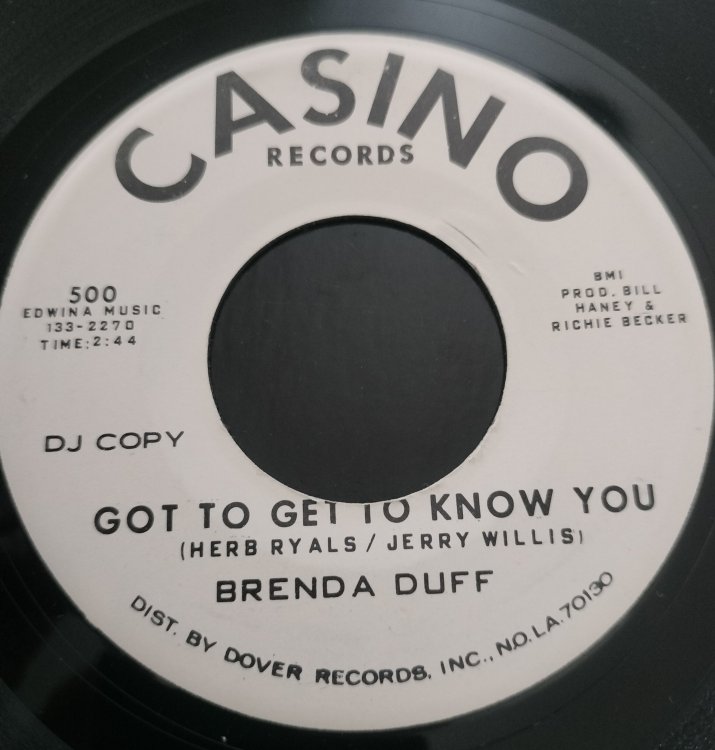 CASINO
RECORDS
500
EDWINA MUSIC
133-2270
TIME:2:44
BMI
PROD. BILL
HANEY &
RICHIE BECKER
DJ COPY
GOT TO GET TO KNOW YOU
(HERB RYALS / JERRY WILLIS)
BRENDA DUFF
DIST. BY DOVER RECORDS, INC., N.O. LA. 70130